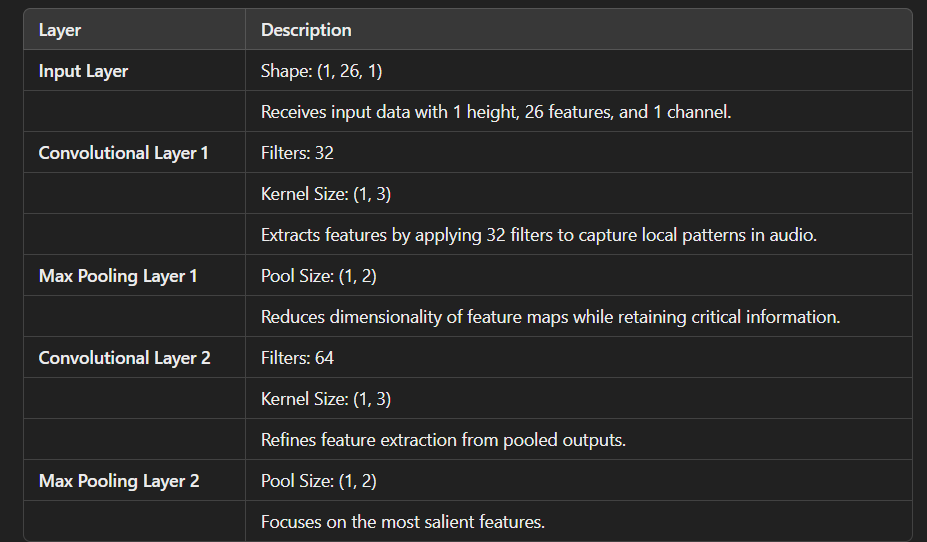 Layer Description
Input Layer Shape: (1, 26, 1)
Receives input data with 1 height, 26 features, and 1 channel.
Convolutional Layer 1 Filters: 32
Kernel Size: (1, 3)
Extracts features by applying 32 filters to capture local patterns in audio.
Max Pooling Layer 1 Pool Size: (1, 2)
Reduces dimensionality of feature maps while retaining critical information.
Convolutional Layer 2 Filters: 64
Kernel Size: (1, 3)
Refines feature extraction from pooled outputs.
Max Pooling Layer 2 Pool Size: (1, 2)
Focuses on the most salient features.